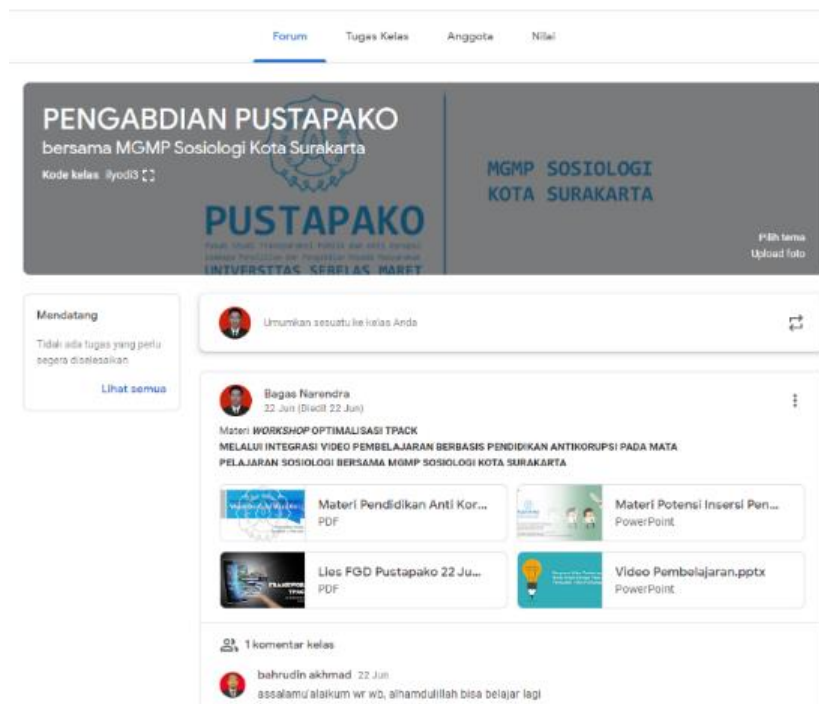 Forum Tugas Kelas Anggota Nilai
PENGABDIAN PUSTAPAKO
bersama MGMP Sosiologi Kota Surakarta
Kode kelas ilyodi3
MGMP SOSIOLOGI
KOTA SURAKARTA
PUSTAPAKO
UNIVERSITAS SEBELAS MARET
Pilih tema
Upload foto
Mendatang
Tidak ada tugas yang perlu
segera diselesaikan
Lihat semua
Umumkan sesuatu ke kelas Anda
Bagas Narendra
22 Jun (Diedit 22 Jun)
Materi WORKSHOP OPTIMALISASI TPACK
MELALUI INTEGRASI VIDEO PEMBELAJARAN BERBASIS PENDIDIKAN ANTIKORUPSI PADA MATA
PELAJARAN SOSIOLOGI BERSAMA MGMP SOSIOLOGI KOTA SURAKARTA
Materi Pendidikan Anti Kor...
PDF
Materi Potensi Insersi Pen...
PowerPoint
Lies FGD Pustapako 22 Ju...
PDF
Video Pembelajaran.pptx
PowerPoint
1 komentar kelas
bahrudin akhmad 22 Jun
assalamu'alaikum wr wb, alhamdulillah bisa belajar lagi